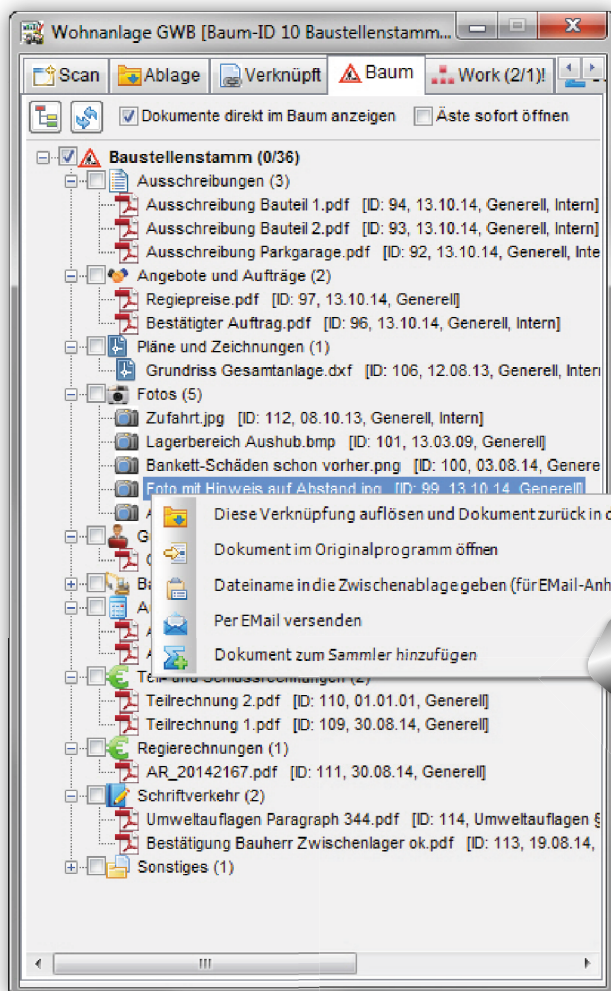 Wohnanlage GWB [Baum-ID 10 Baustellenstamm...
Scan Ablage Verknüpft Baum Work (2/1)!
Dokumente direkt im Baum anzeigen Äste sofort öffnen
Baustellenstamm (0/36)
Ausschreibungen (3)
Ausschreibung Bauteil 1.pdf [ID: 94, 13.10.14, Generell, Intern]
Ausschreibung Bauteil 2.pdf [ID: 93, 13.10.14, Generell, Intern]
Ausschreibung Parkgarage.pdf [ID: 92, 13.10.14, Generell, Inte
Angebote und Aufträge (2)
Regiepreise.pdf [ID: 97, 13.10.14, Generell]
Bestätigter Auftrag.pdf [ID: 96, 13.10.14, Generell, Intern]
Pläne und Zeichnungen (1)
Grundriss Gesamtanlage.dxf [ID: 106, 12.08.13, Generell, Inter
Fotos (5)
Zufahrt.jpg [ID: 112, 08.10.13, Generell, Intern]
Lagerbereich Aushub.bmp [ID: 101, 13.03.09, Generell]
Bankett-Schäden schon vorher.png [ID: 100, 03.08.14, Genere
Foto mit Hinweis auf Abstand.jpg [ID: 99, 13.10.14, Generell]
Diese Verknüpfung auflösen und Dokument zurück in d
Dokument im Originalprogramm öffnen
Dateiname in die Zwischenablage geben (für EMail-Anh
Per EMail versenden
Dokument zum Sammler hinzufügen
Teil- und Schlussrechnungen (2)
Teilrechnung 2.pdf [ID: 110, 01.01.01, Generell]
Teilrechnung 1.pdf [ID: 109, 30.08.14, Generell]
Regierechnungen (1)
AR_20142167.pdf [ID: 111, 30.08.14, Generell]
Schriftverkehr (2)
Umweltauflagen Paragraph 344.pdf [ID: 114, Umweltauflagen §
Bestätigung Bauherr Zwischenlager ok.pdf [ID: 113, 19.08.14,
Sonstiges (1)